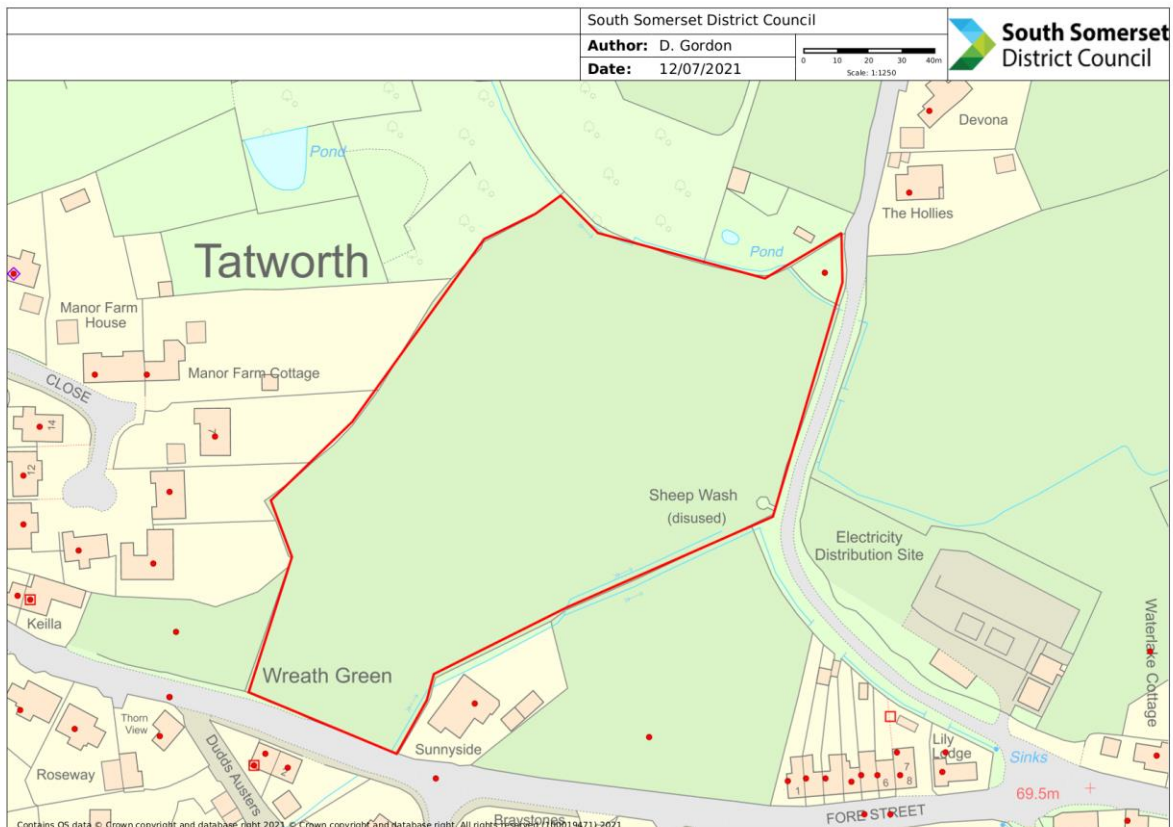 South Somerset District Council
Author: D. Gordon
Date: 12/07/2021
0 10 20 30 40m
Scale: 1:1250
South Somerset
District Council
Devona
The Hollies
Pond
Pond
Tatworth
Manor Farm
House
Manor Farm Cottage
CLOSE
14
7
12
Sheep Wash
(disused)
Electricity
Distribution Site
Keilla
Wreath Green
Waterlake Cottage
Thorn
View
Roseway
Dudds Austers
2
Sunnyside
Lily
Lodge
Sinks
1
6
7
8
69.5m
FORE STREET
Braystones
Contains OS data © Crown copyright and database right 2021 © Crown copyright and database right. All rights reserved (100019471) 2021